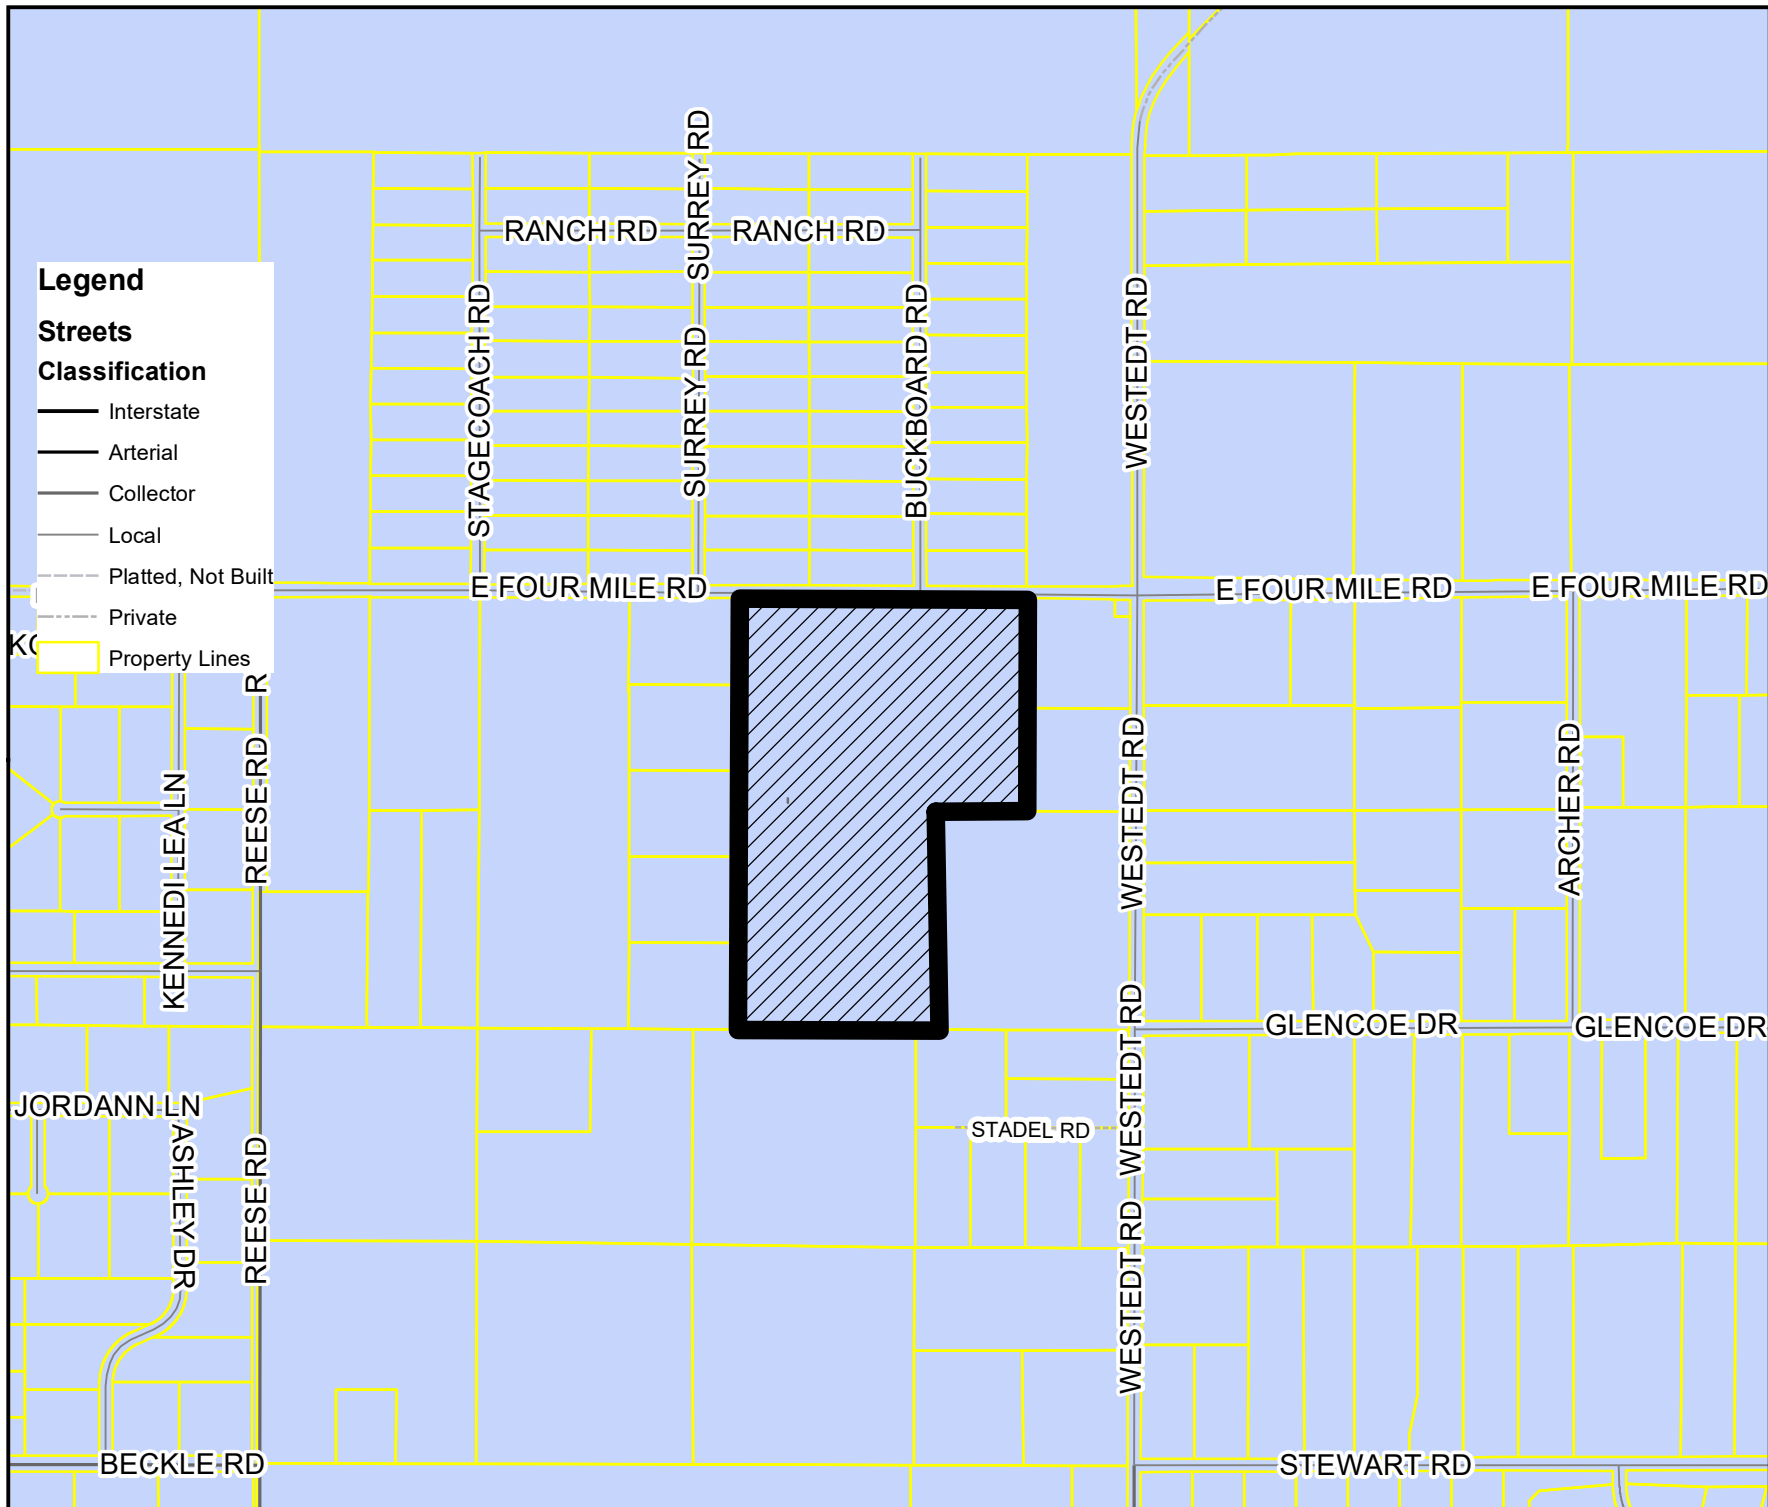 SURREY RD
RANCH RD
RANCH RD
Legend
Streets
Classification
Interstate
Arterial
Collector
Local
Platted, Not Built
Private
Property Lines
STAGECOACH RD
SURREY RD
BUCKBOARD RD
WESTEDT RD
E FOUR MILE RD
E FOUR MILE RD
E FOUR MILE RD
KENNEDI LEA LN
REESE RD
WESTEDT RD
ARCHER RD
GLENCOE DR
GLENCOE DR
WESTEDT RD
JORDANN LN
ASHLEY DR
REESE RD
STADEL RD
WESTEDT RD
BECKLE RD
STEWART RD